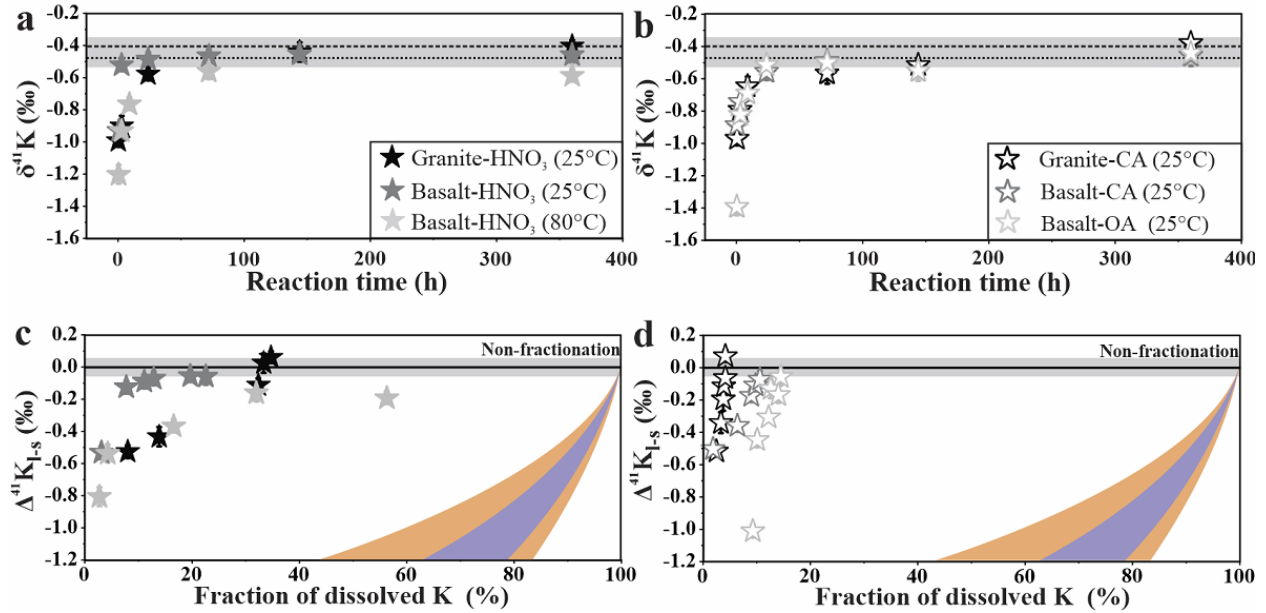 a
δ⁴¹K (‰)
-0.2
-0.4
-0.6
-0.8
-1.0
-1.2
-1.4
-1.6
Granite-HNO₃ (25°C)
Basalt-HNO₃ (25°C)
Basalt-HNO₃ (80°C)
0 100 200 300 400
Reaction time (h)
b
δ⁴¹K (‰)
-0.2
-0.4
-0.6
-0.8
-1.0
-1.2
-1.4
-1.6
Granite-CA (25°C)
Basalt-CA (25°C)
Basalt-OA (25°C)
0 100 200 300 400
Reaction time (h)
c
Δ⁴¹Kₗ₋ₛ (‰)
0.2
0.0
-0.2
-0.4
-0.6
-0.8
-1.0
-1.2
Non-fractionation
0 20 40 60 80 100
Fraction of dissolved K (%)
d
Δ⁴¹Kₗ₋ₛ (‰)
0.2
0.0
-0.2
-0.4
-0.6
-0.8
-1.0
-1.2
Non-fractionation
0 20 40 60 80 100
Fraction of dissolved K (%)